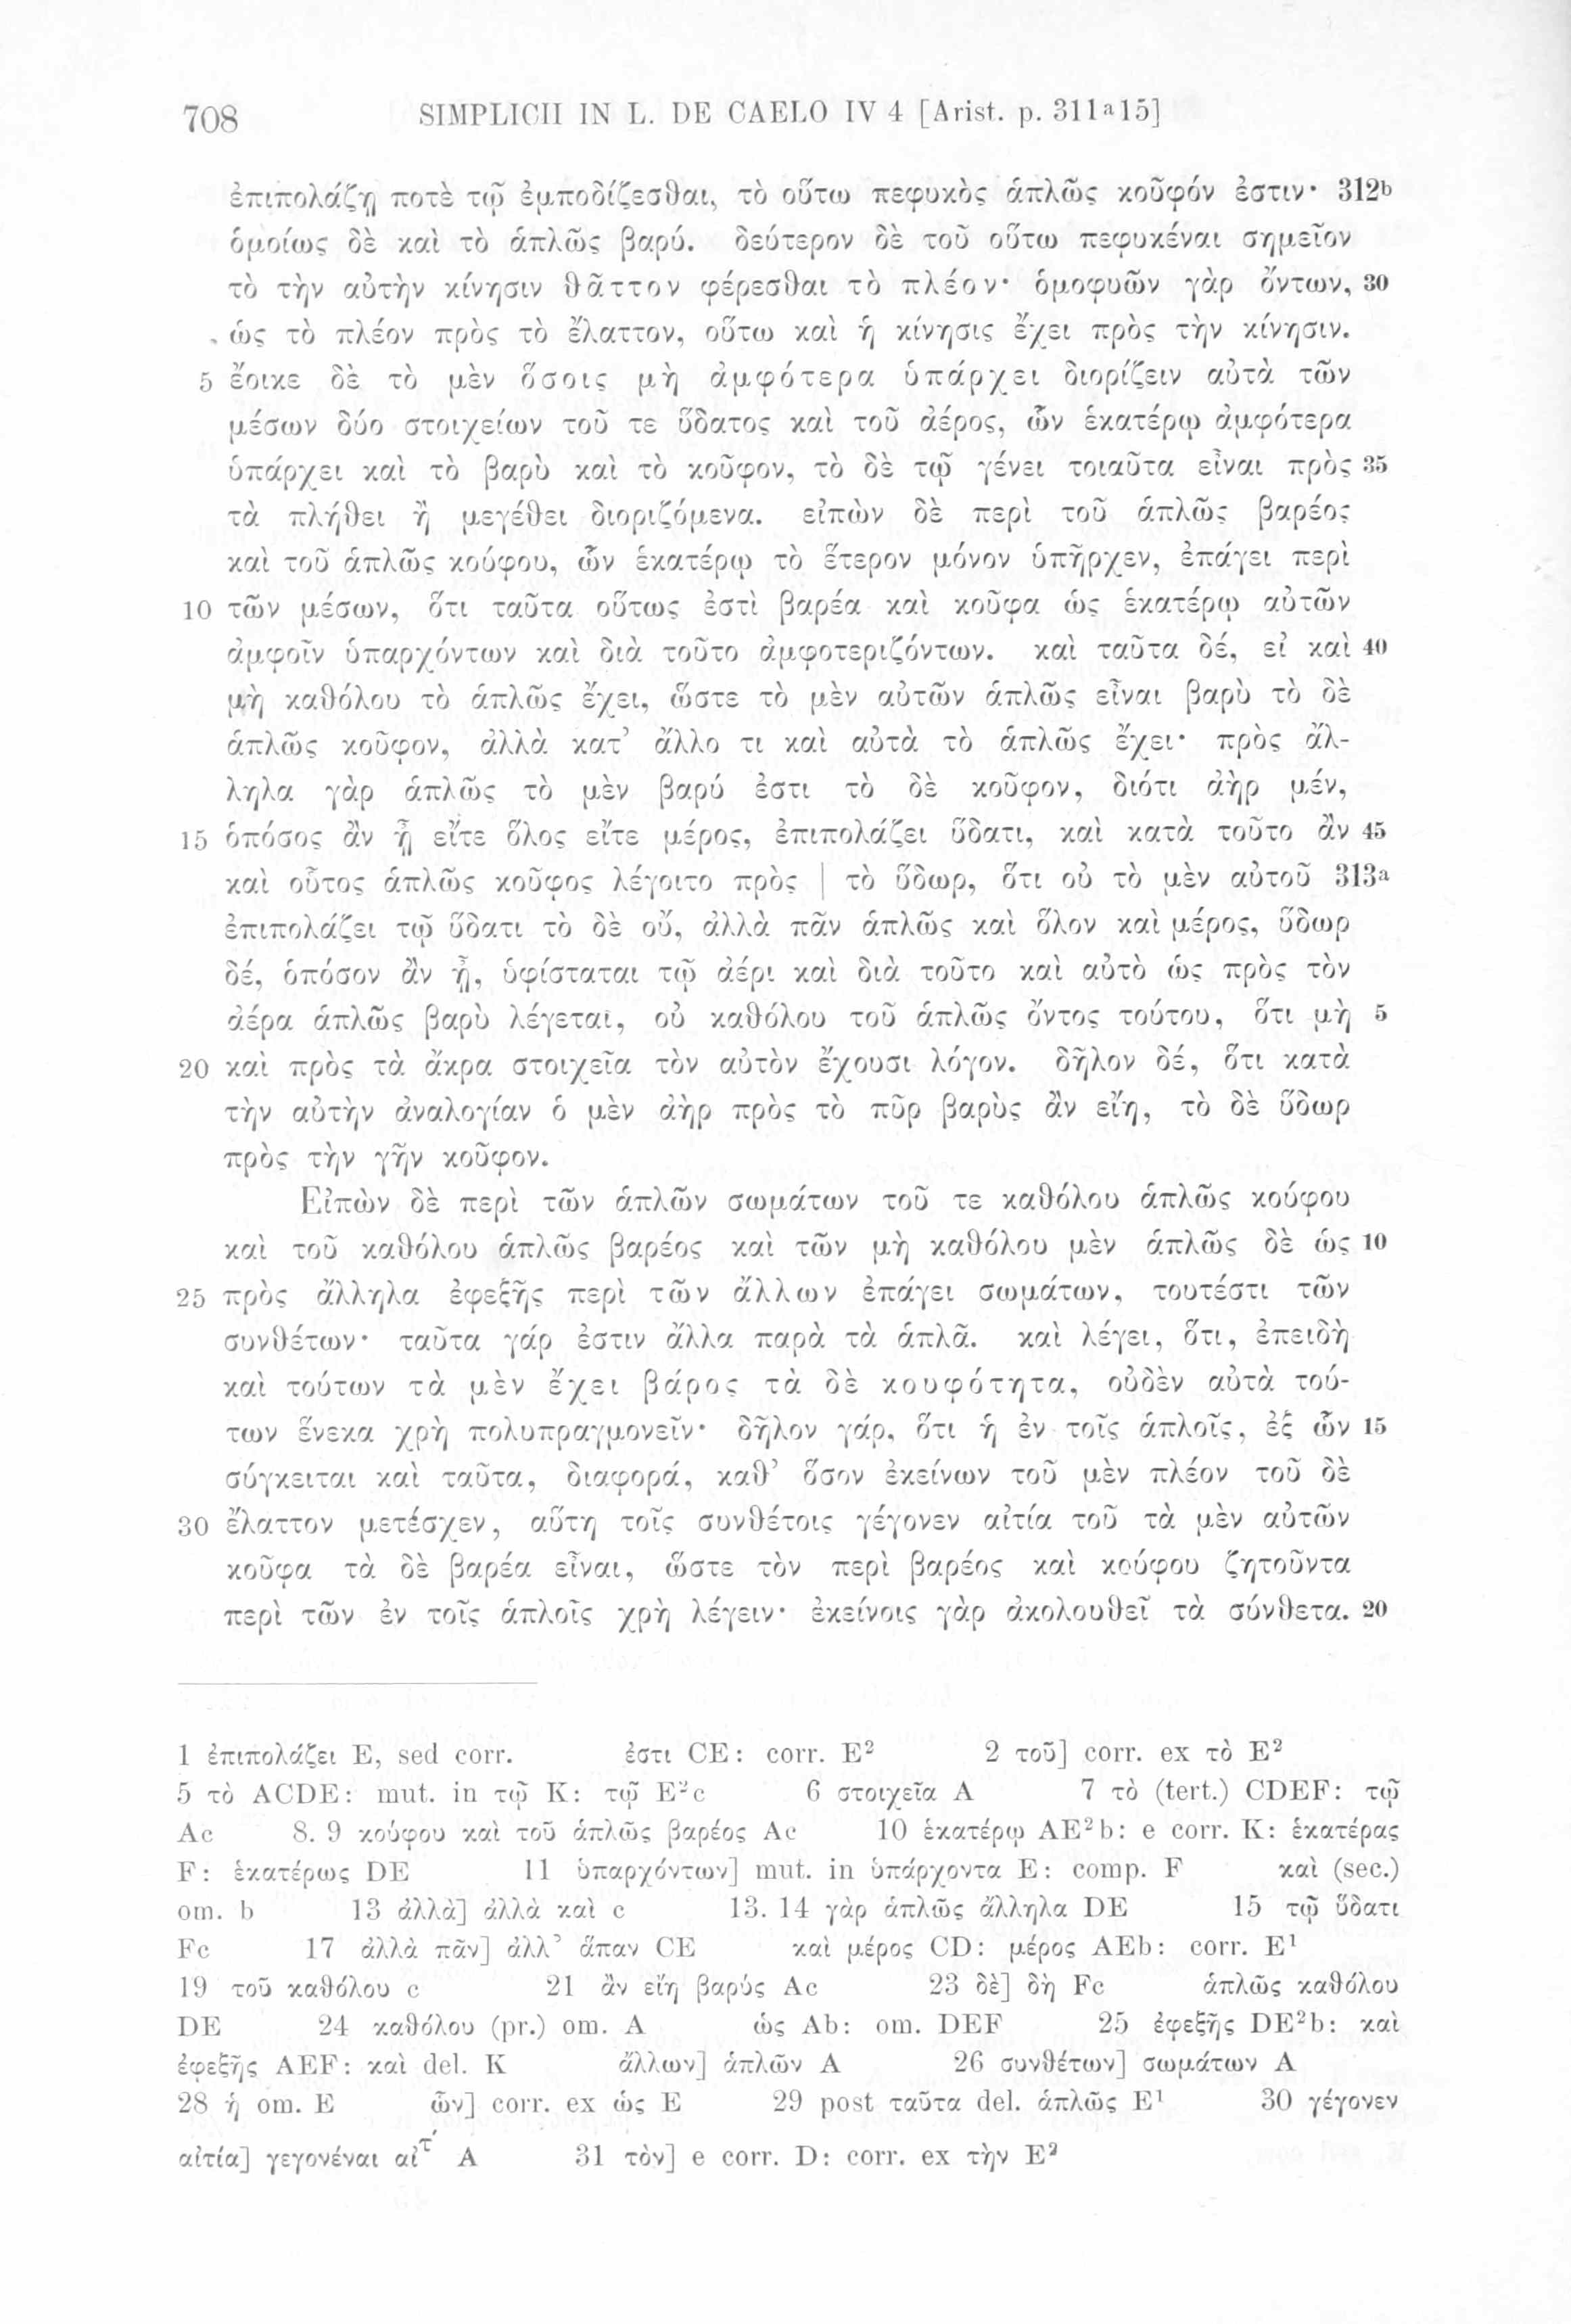 708 SIMPLICII IN L. DE CAELO IV 4 [Arist. p. 311a15]
ἐπιπολάζῃ ποτὲ τῷ ἐμποδίζεσθαι, τὸ οὕτω πεφυκὸς ἁπλῶς κοῦφόν ἐστιν· 312b
ὁμοίως δὲ καὶ τὸ ἁπλῶς βαρύ. δεύτερον δὲ τοῦ οὕτω πεφυκέναι σημεῖον
τὸ τὴν αὐτὴν κίνησιν θᾶττον φέρεσθαι τὸ πλέον· ὁμοφυῶν γὰρ ὄντων, 30
ὡς τὸ πλέον πρὸς τὸ ἔλαττον, οὕτω καὶ ἡ κίνησις ἔχει πρὸς τὴν κίνησιν.
5 ἔοικε δὲ τὸ μὲν ὅσοις μὴ ἀμφότερα ὑπάρχει διορίζειν αὐτὰ τῶν
μέσων δύο στοιχείων τοῦ τε ὕδατος καὶ τοῦ ἀέρος, ὧν ἑκατέρῳ ἀμφότερα
ὑπάρχει καὶ τὸ βαρὺ καὶ τὸ κοῦφον, τὸ δὲ τῷ γένει τοιαῦτα εἶναι πρὸς 35
τὰ πλήθει ἢ μεγέθει διοριζόμενα. εἰπὼν δὲ περὶ τοῦ ἁπλῶς βαρέος
καὶ τοῦ ἁπλῶς κούφου, ὧν ἑκατέρῳ τὸ ἕτερον μόνον ὑπῆρχεν, ἐπάγει περὶ
10 τῶν μέσων, ὅτι ταῦτα οὕτως ἐστὶ βαρέα καὶ κοῦφα ὡς ἑκατέρῳ αὐτῶν
ἀμφοῖν ὑπαρχόντων καὶ διὰ τοῦτο ἀμφοτεριζόντων. καὶ ταῦτα δέ, εἰ καὶ 40
μὴ καθόλου τὸ ἁπλῶς ἔχει, ὥστε τὸ μὲν αὐτῶν ἁπλῶς εἶναι βαρὺ τὸ δὲ
ἁπλῶς κοῦφον, ἀλλὰ κατ’ ἄλλο τι καὶ αὐτὰ τὸ ἁπλῶς ἔχει· πρὸς ἄλ-
ληλα γὰρ ἁπλῶς τὸ μὲν βαρύ ἐστι τὸ δὲ κοῦφον, διότι ἀὴρ μέν,
15 ὁπόσος ἂν ᾖ εἴτε ὅλος εἴτε μέρος, ἐπιπολάζει ὕδατι, καὶ κατὰ τοῦτο ἂν 45
καὶ οὗτος ἁπλῶς κοῦφος λέγοιτο πρὸς | τὸ ὕδωρ, ὅτι οὐ τὸ μὲν αὐτοῦ 313a
ἐπιπολάζει τῷ ὕδατι τὸ δὲ οὔ, ἀλλὰ πᾶν ἁπλῶς καὶ ὅλον καὶ μέρος, ὕδωρ
δέ, ὁπόσον ἂν ᾖ, ὑφίσταται τῷ ἀέρι καὶ διὰ τοῦτο καὶ αὐτὸ ὡς πρὸς τὸν
ἀέρα ἁπλῶς βαρὺ λέγεται, οὐ καθόλου τοῦ ἁπλῶς ὄντος τούτου, ὅτι μὴ 5
20 καὶ πρὸς τὰ ἄκρα στοιχεῖα τὸν αὐτὸν ἔχουσι λόγον. δῆλον δέ, ὅτι κατὰ
τὴν αὐτὴν ἀναλογίαν ὁ μὲν ἀὴρ πρὸς τὸ πῦρ βαρὺς ἂν εἴη, τὸ δὲ ὕδωρ
πρὸς τὴν γῆν κοῦφον.
Εἰπὼν δὲ περὶ τῶν ἁπλῶν σωμάτων τοῦ τε καθόλου ἁπλῶς κούφου
καὶ τοῦ καθόλου ἁπλῶς βαρέος καὶ τῶν μὴ καθόλου μὲν ἁπλῶς δὲ ὡς 10
25 πρὸς ἄλληλα ἐφεξῆς περὶ τῶν ἄλλων ἐπάγει σωμάτων, τουτέστι τῶν
συνθέτων· ταῦτα γάρ ἐστιν ἄλλα παρὰ τὰ ἁπλᾶ. καὶ λέγει, ὅτι, ἐπειδὴ
καὶ τούτων τὰ μὲν ἔχει βάρος τὰ δὲ κουφότητα, οὐδὲν αὐτὰ τού-
των ἕνεκα χρὴ πολυπραγμονεῖν· δῆλον γάρ, ὅτι ἡ ἐν τοῖς ἁπλοῖς, ἐξ ὧν 15
σύγκειται καὶ ταῦτα, διαφορά, καθ’ ὅσον ἐκείνων τοῦ μὲν πλέον τοῦ δὲ
30 ἔλαττον μετέσχεν, αὕτη τοῖς συνθέτοις γέγονεν αἰτία τοῦ τὰ μὲν αὐτῶν
κοῦφα τὰ δὲ βαρέα εἶναι, ὥστε τὸν περὶ βαρέος καὶ κούφου ζητοῦντα
περὶ τῶν ἐν τοῖς ἁπλοῖς χρὴ λέγειν· ἐκείνοις γὰρ ἀκολουθεῖ τὰ σύνθετα. 20
1 ἐπιπολάζει E, sed corr. ἐστι CE: corr. E² 2 τοῦ] corr. ex τὸ E²
5 τὸ ACDE: mut. in τῷ K: τῷ E²c 6 στοιχεῖα A 7 τὸ (tert.) CDEF: τῷ
Ac 8. 9 κούφου καὶ τοῦ ἁπλῶς βαρέος Ac 10 ἑκατέρῳ AE²b: e corr. K: ἑκατέρας
F: ἑκατέρως DE 11 ὑπαρχόντων] mut. in ὑπάρχοντα E: comp. F καὶ (sec.)
om. b 13 ἀλλὰ] ἀλλὰ καὶ c 13. 14 γὰρ ἁπλῶς ἄλληλα DE 15 τῷ ὕδατι
Fc 17 ἀλλὰ πᾶν] ἀλλ’ ἅπαν CE καὶ μέρος CD: μέρος AEb: corr. E¹
19 τοῦ καθόλου c 21 ἂν εἴη βαρύς Ac 23 δὲ] δὴ Fc ἁπλῶς καθόλου
DE 24 καθόλου (pr.) om. A ὡς Ab: om. DEF 25 ἐφεξῆς DE²b: καὶ
ἐφεξῆς AEF: καὶ del. K ἄλλων] ἁπλῶν A 26 συνθέτων] σωμάτων A
28 ἡ om. E ὧν] corr. ex ὡς E 29 post ταῦτα del. ἁπλῶς E¹ 30 γέγονεν
αἰτία] γεγονέναι αἰτ́ A 31 τὸν] e corr. D: corr. ex τὴν E²